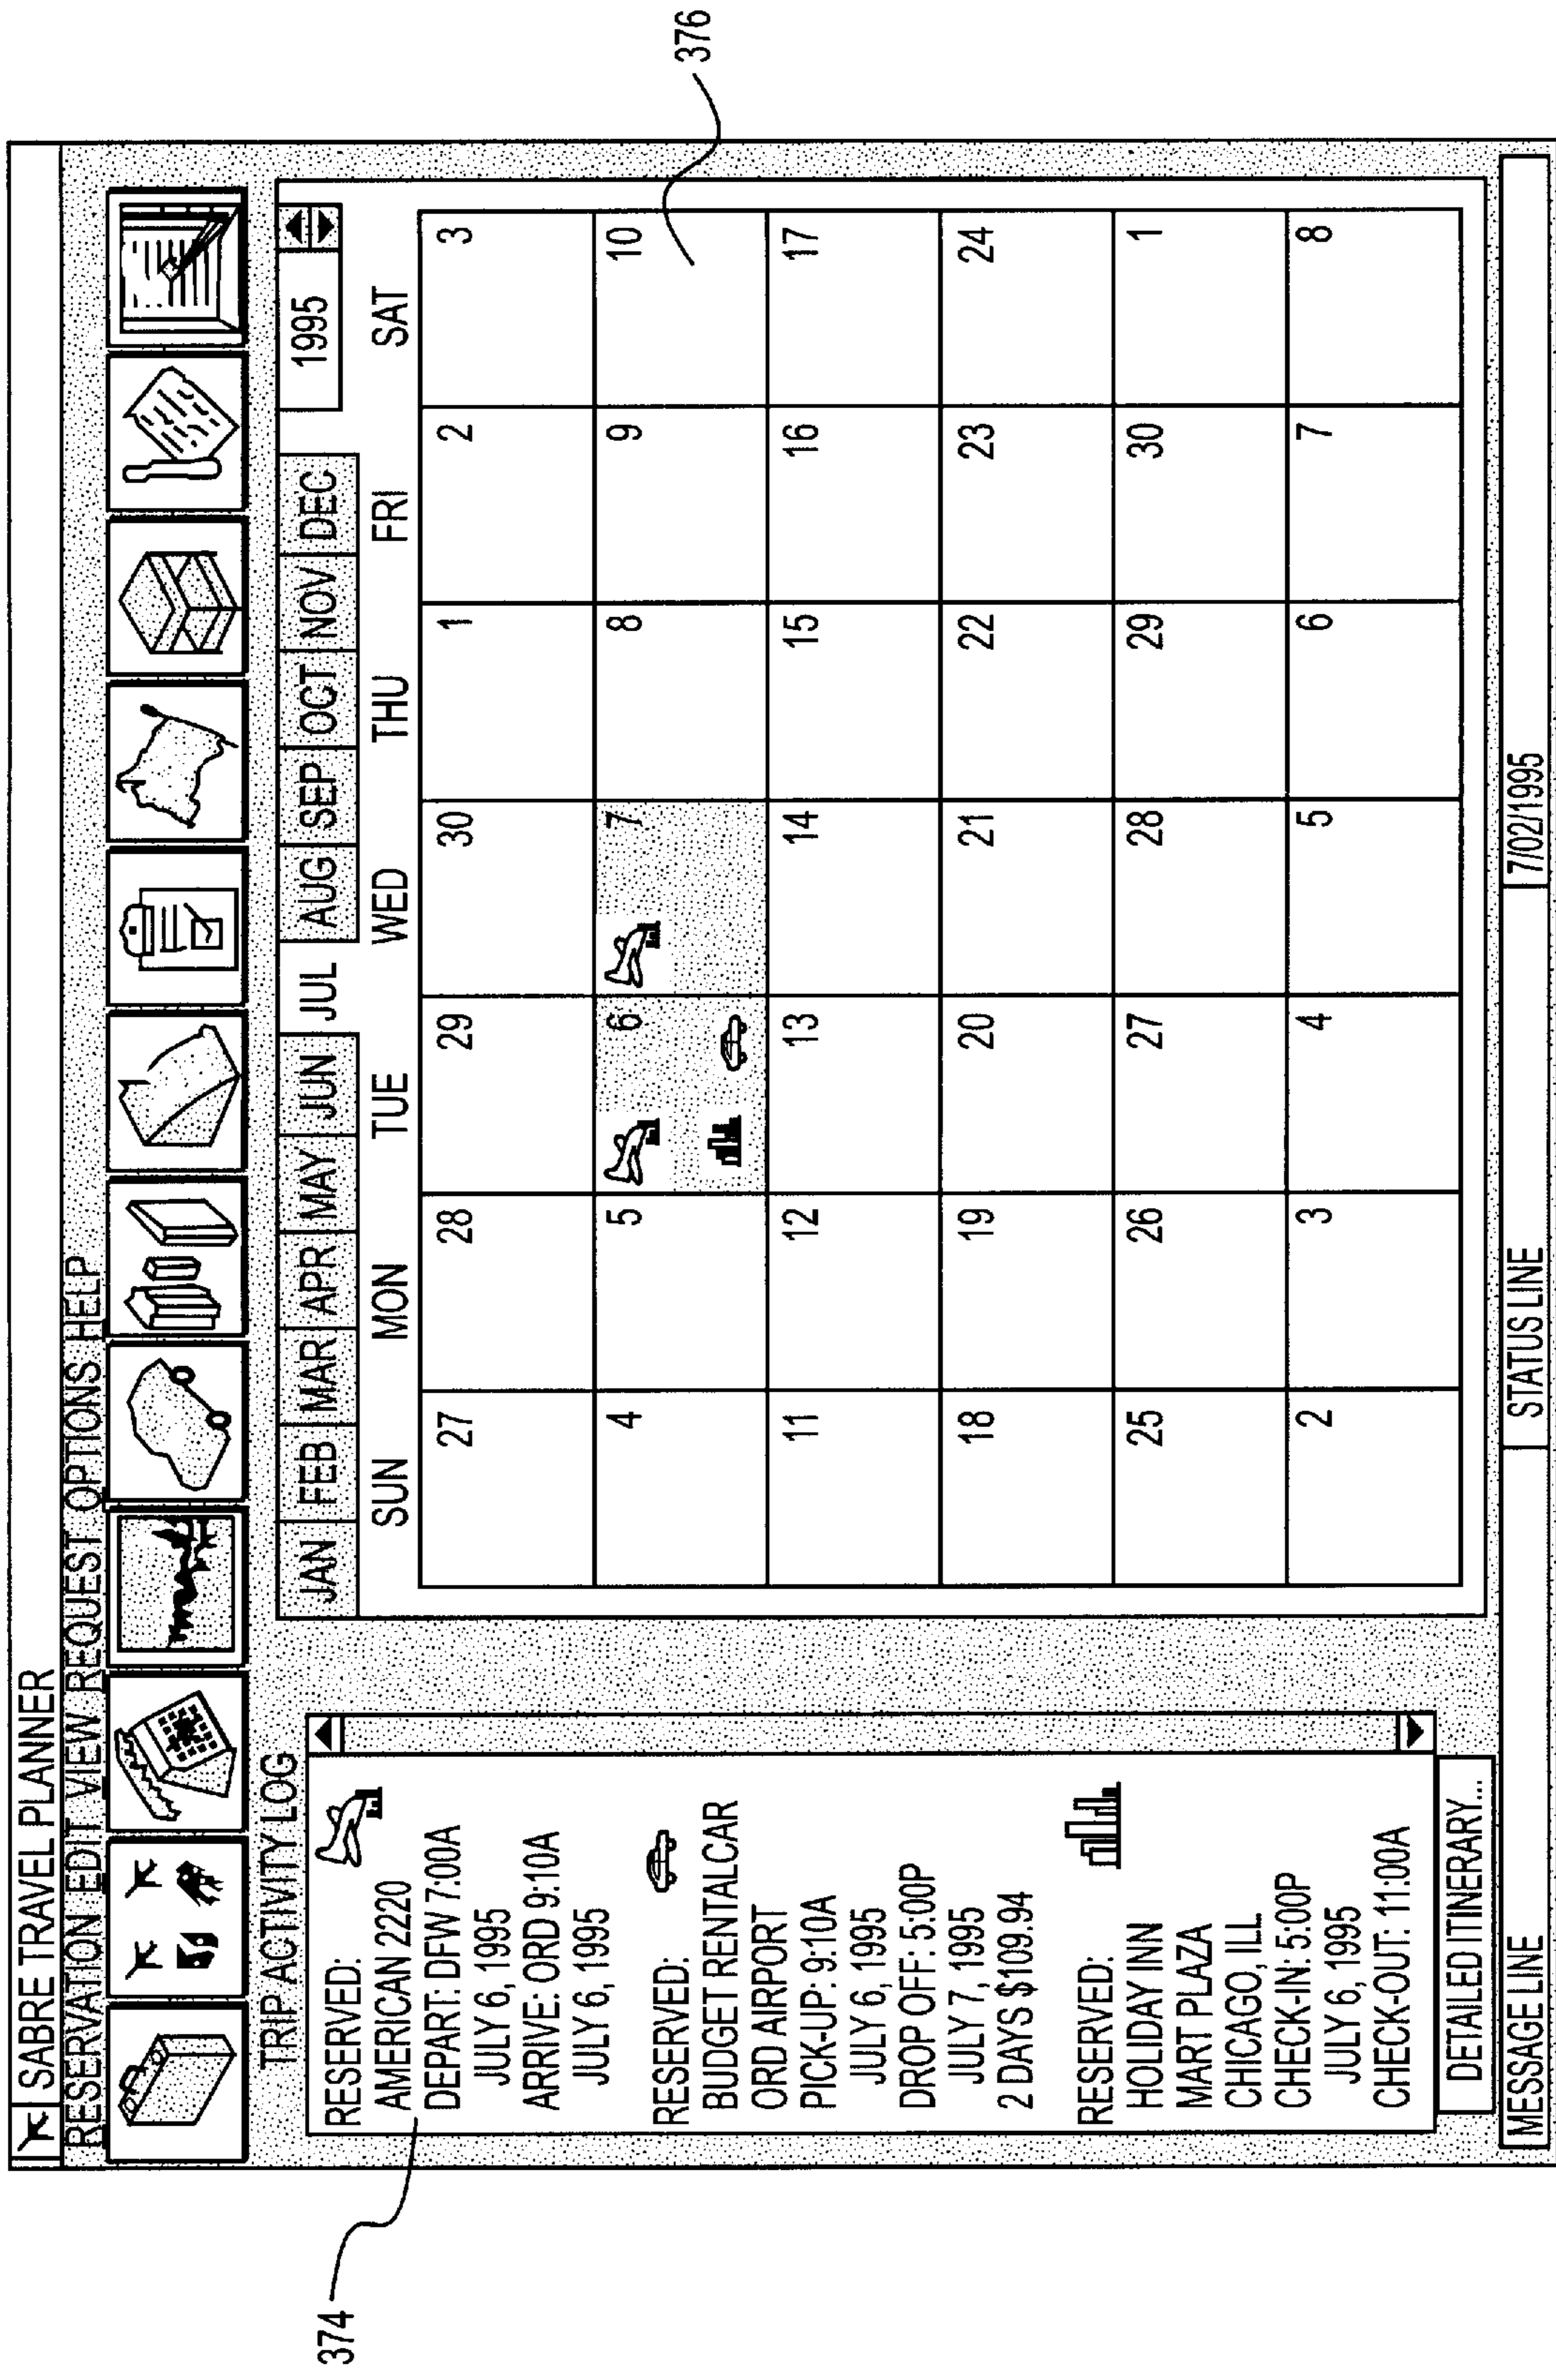 SABRE TRAVEL PLANNER
RESERVATION EDIT VIEW REQUEST OPTIONS HELP
TRIP ACTIVITY LOG
RESERVED:
AMERICAN 2220
DEPART: DFW 7:00A
JULY 6, 1995
ARRIVE: ORD 9:10A
JULY 6, 1995
RESERVED:
BUDGET RENTALCAR
ORD AIRPORT
PICK-UP: 9:10A
JULY 6, 1995
DROP OFF: 5:00P
JULY 7, 1995
2 DAYS $109.94
RESERVED:
HOLIDAY INN
MART PLAZA
CHICAGO, ILL
CHECK-IN: 5:00P
JULY 6, 1995
CHECK-OUT: 11:00A
DETAILED ITINERARY...
JAN FEB MAR APR MAY JUN JUL AUG SEP OCT NOV DEC 1995
SUN MON TUE WED THU FRI SAT
27 28 29 30 1 2 3
4 5 6 7 8 9 10
11 12 13 14 15 16 17
18 19 20 21 22 23 24
25 26 27 28 29 30 1
2 3 4 5 6 7 8
MESSAGE LINE STATUS LINE 7/02/1995
374
376